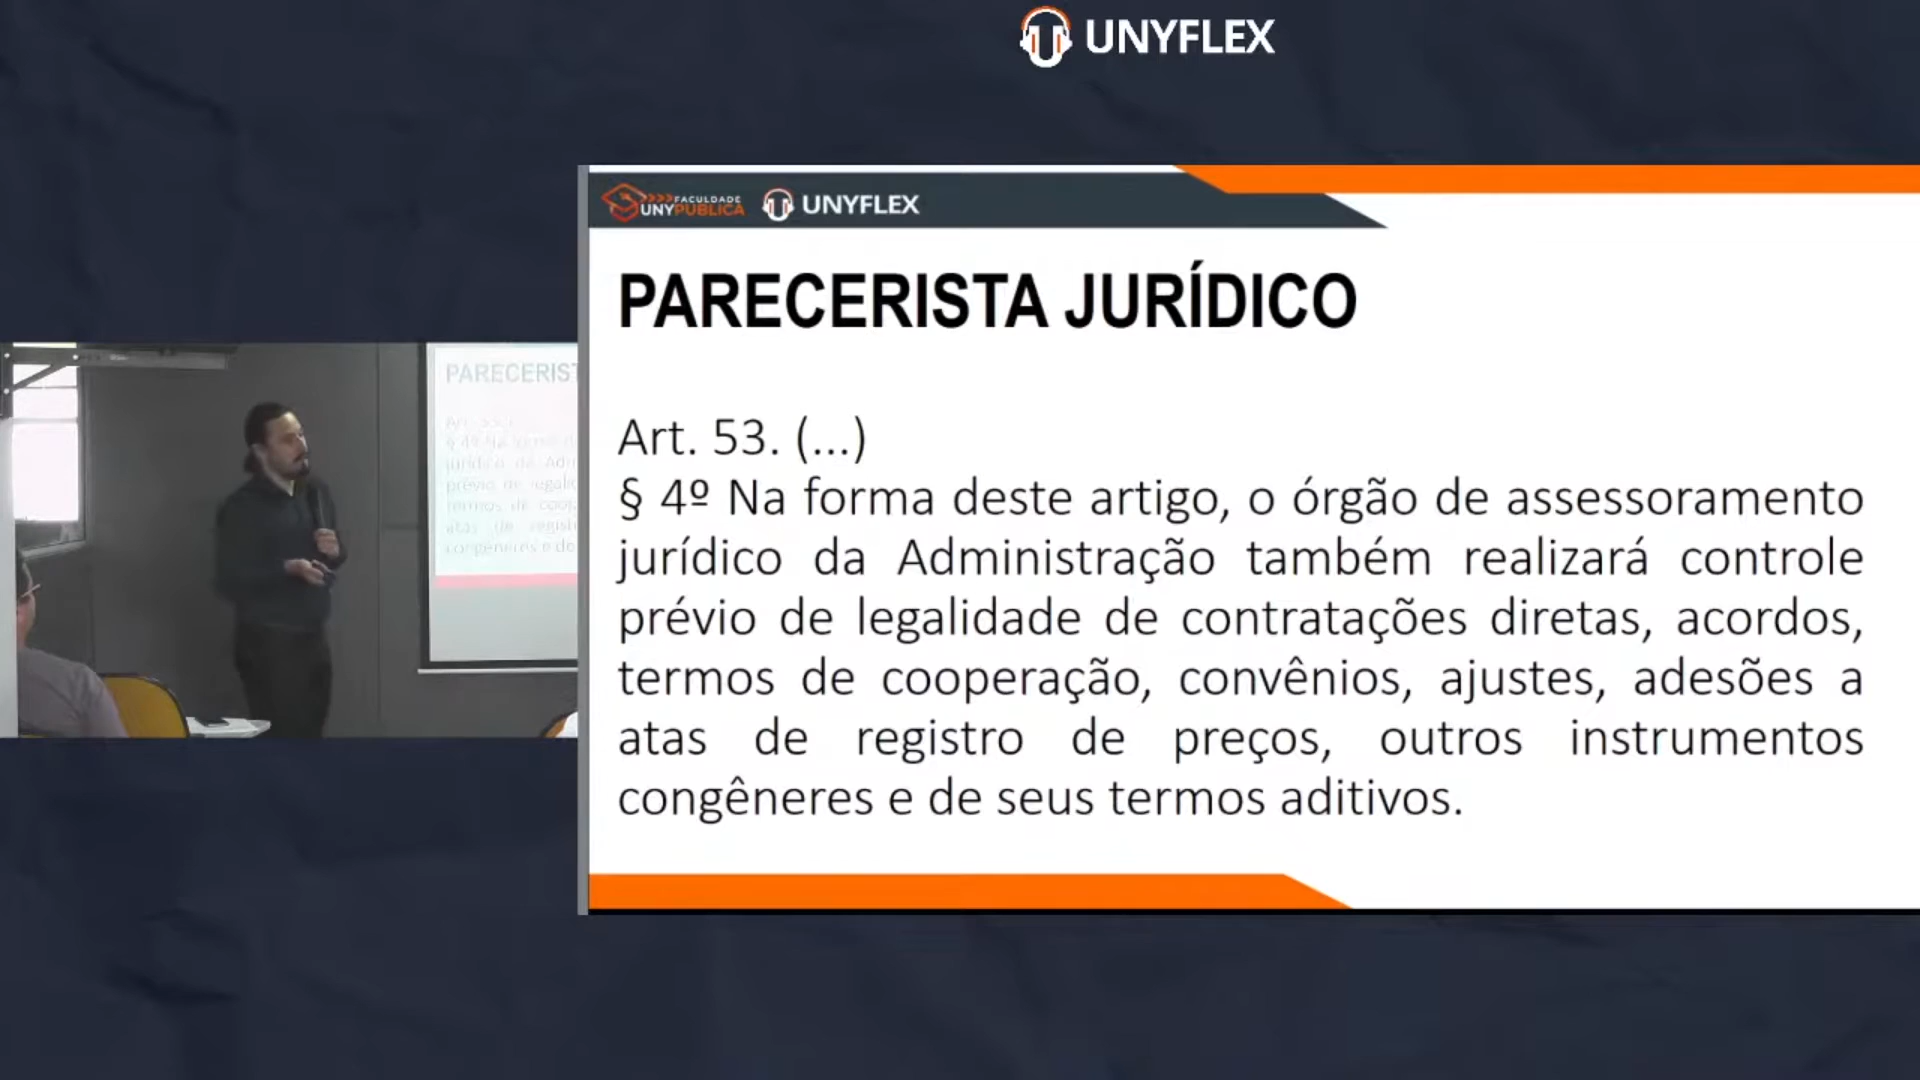 UNYFLEX
FACULDADE
UNYPÚBLICA
UNYFLEX
PARECERISTA JURÍDICO
Art. 53. (...)
§ 4º Na forma deste artigo, o órgão de assessoramento
jurídico da Administração também realizará controle
prévio de legalidade de contratações diretas, acordos,
termos de cooperação, convênios, ajustes, adesões a
atas de registro de preços, outros instrumentos
congêneres e de seus termos aditivos.
PARECERIST